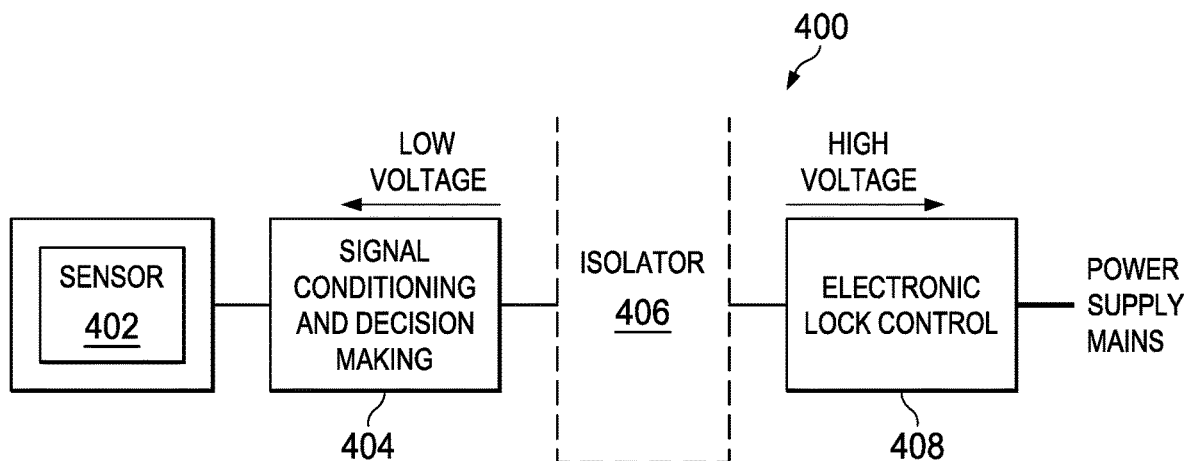 400
LOW
VOLTAGE
HIGH
VOLTAGE
SENSOR
402
SIGNAL
CONDITIONING
AND DECISION
MAKING
ISOLATOR
406
ELECTRONIC
LOCK CONTROL
POWER
SUPPLY
MAINS
404
408